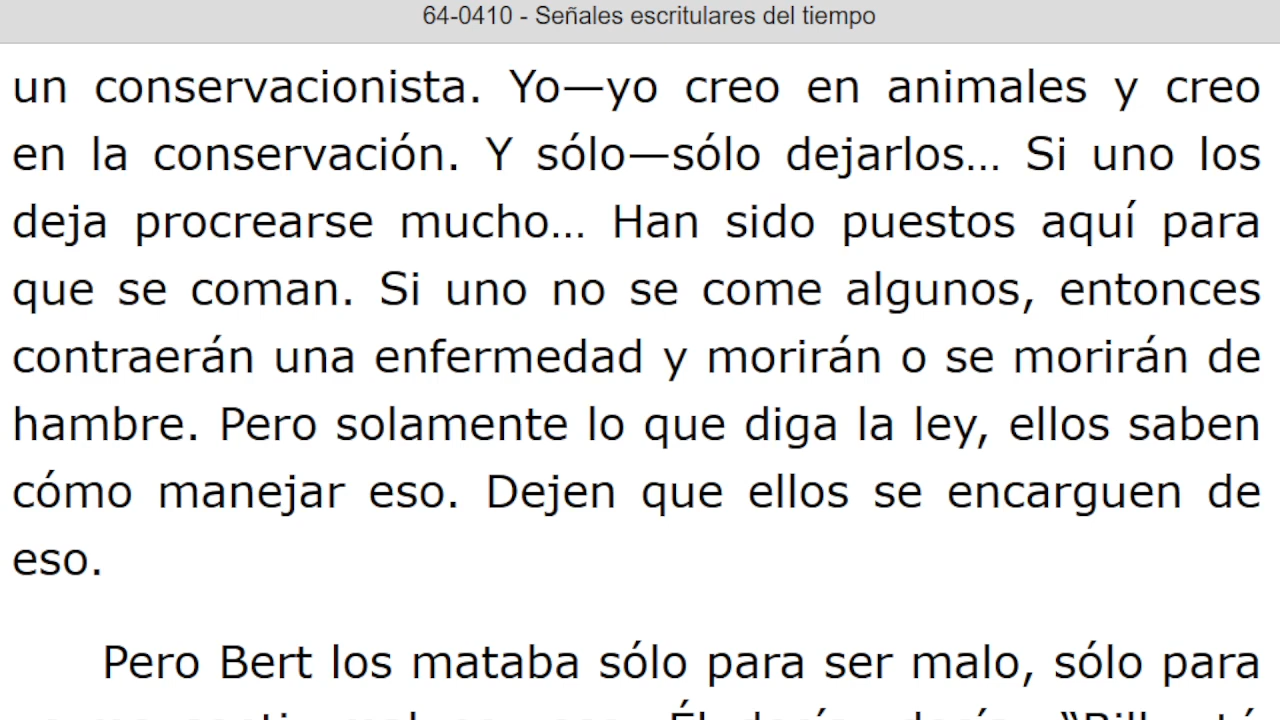 64-0410 - Señales escritulares del tiempo
un conservacionista. Yo—yo creo en animales y creo
en la conservación. Y sólo—sólo dejarlos... Si uno los
deja procrearse mucho... Han sido puestos aquí para
que se coman. Si uno no se come algunos, entonces
contraerán una enfermedad y morirán o se morirán de
hambre. Pero solamente lo que diga la ley, ellos saben
cómo manejar eso. Dejen que ellos se encarguen de
eso.
Pero Bert los mataba sólo para ser malo, sólo para